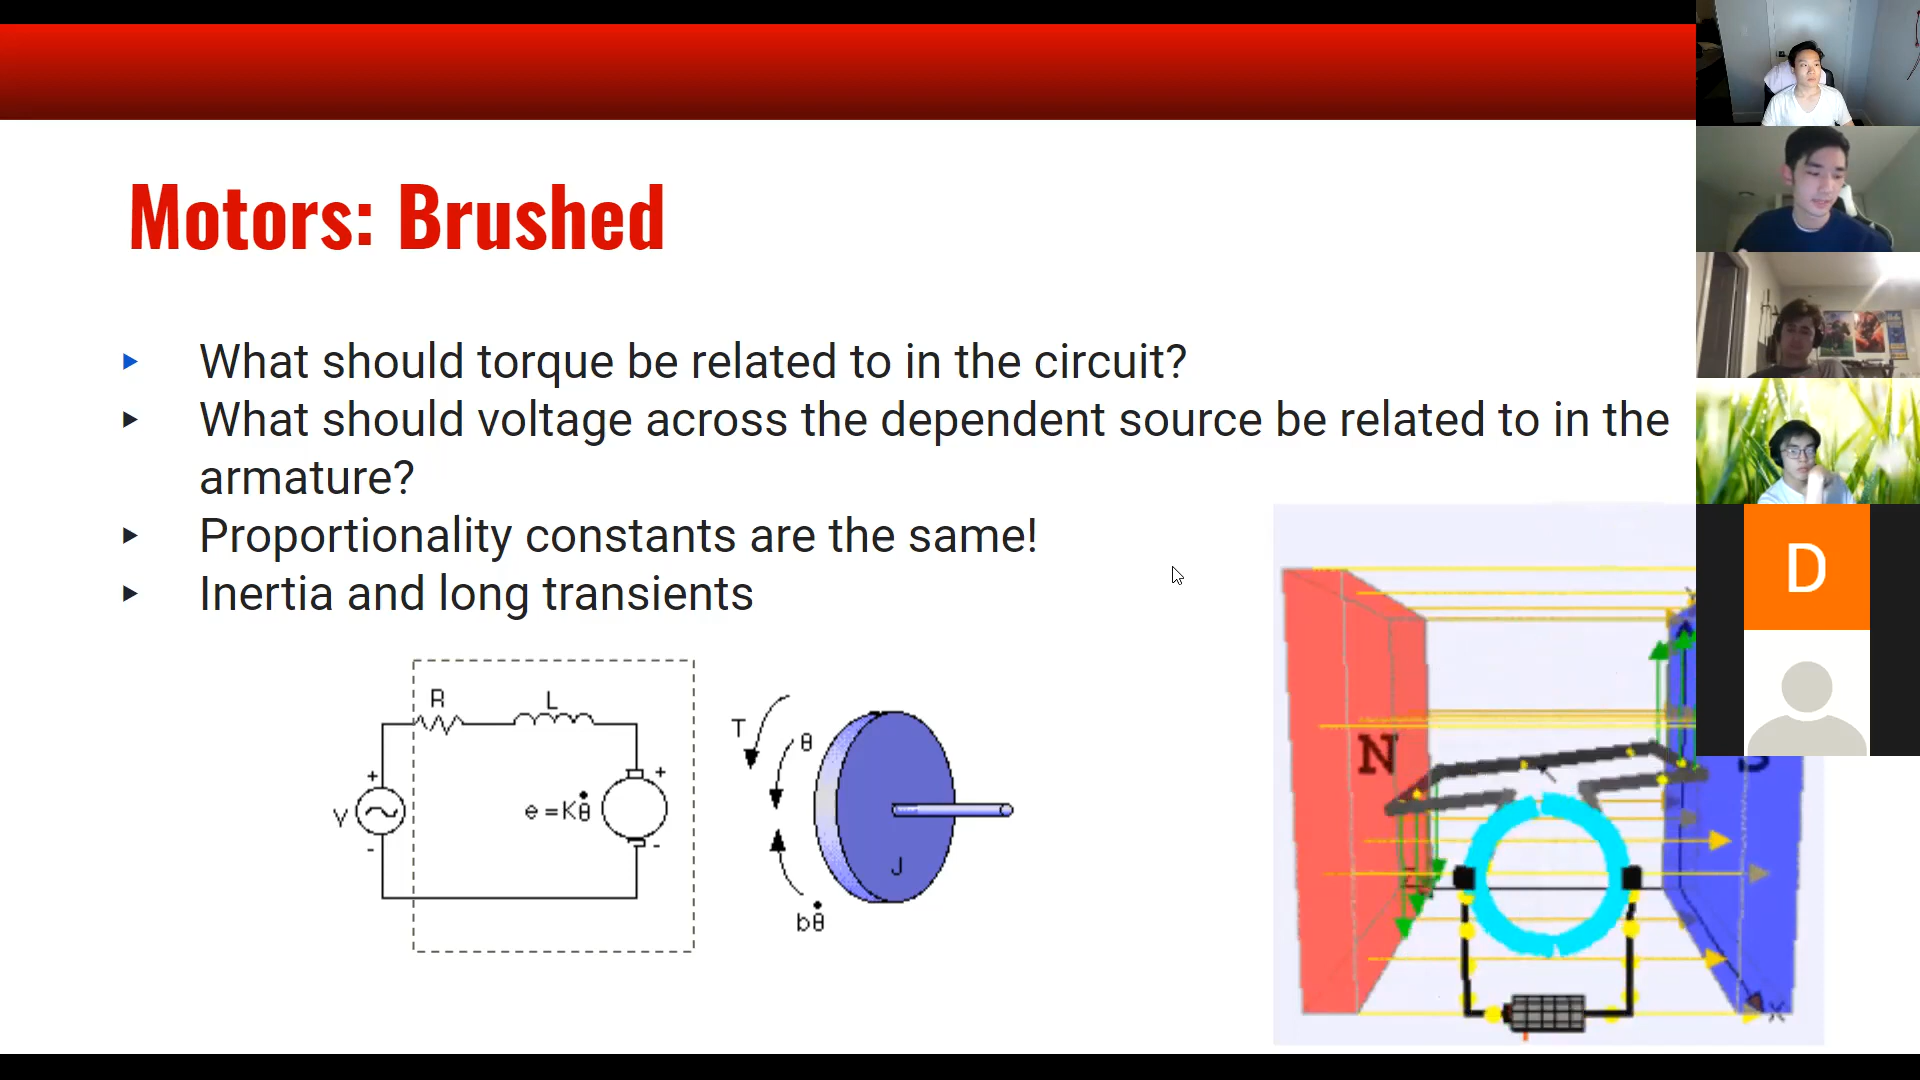 Motors: Brushed
What should torque be related to in the circuit?
What should voltage across the dependent source be related to in the
armature?
Proportionality constants are the same!
Inertia and long transients
R
L
V
+
-
e = Kθ̇
+
-
T
θ
J
bθ̇
N
S
x
D